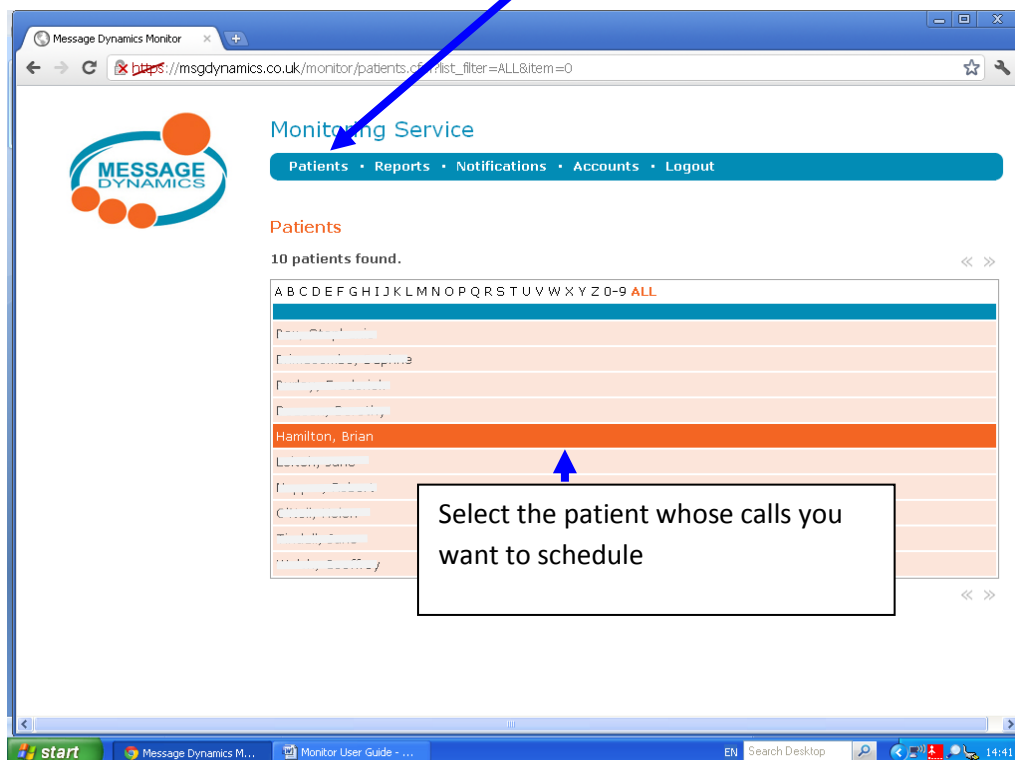 Message Dynamics Monitor
https://msgdynamics.co.uk/monitor/patients.cfm?list_filter=ALL&item=0
MESSAGE
DYNAMICS
Monitoring Service
Patients • Reports • Notifications • Accounts • Logout
Patients
10 patients found.
« »
A B C D E F G H I J K L M N O P Q R S T U V W X Y Z 0-9 ALL
Hamilton, Brian
Select the patient whose calls you
want to schedule
« »
start
Message Dynamics M...
Monitor User Guide - ...
EN
Search Desktop
14:41